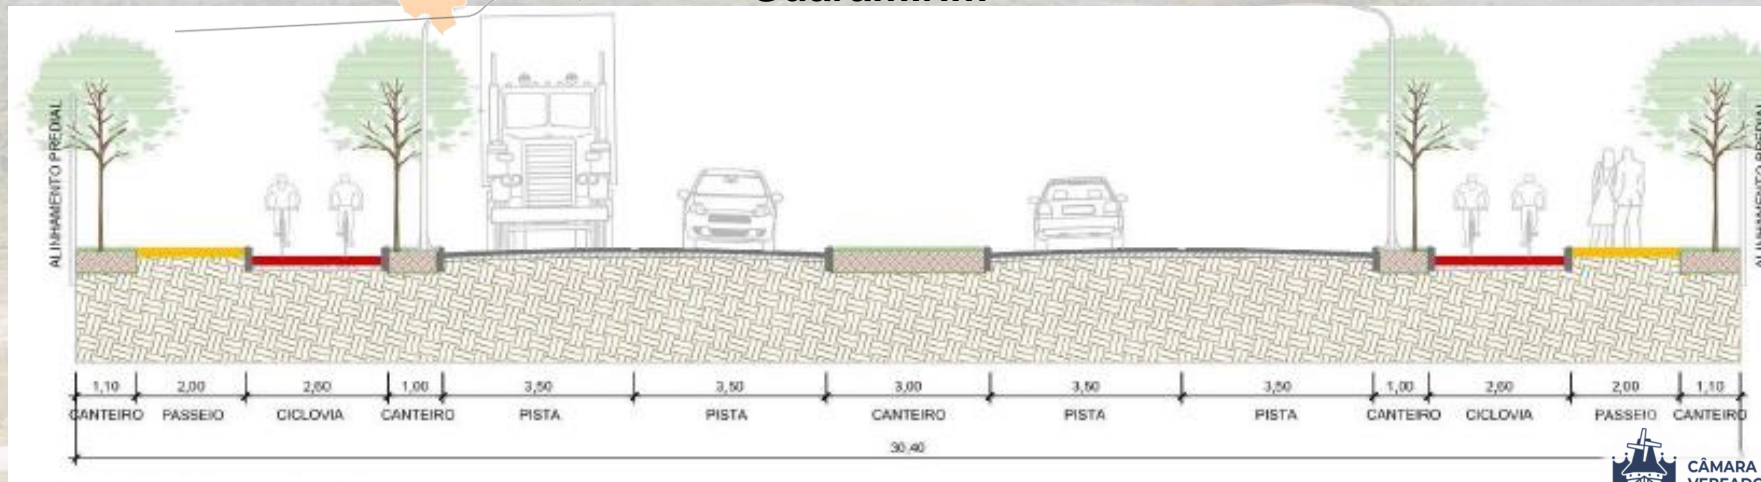 ALINHAMENTO PREDIAL
ALINHAMENTO PREDIAL
1,10 2,00 2,60 1,00 3,50 3,50 3,00 3,50 3,50 1,00 2,60 2,00 1,10
CANTEIRO PASSEIO CICLOVIA CANTEIRO PISTA PISTA CANTEIRO PISTA PISTA CANTEIRO CICLOVIA PASSEIO CANTEIRO
30,40
CÂMARA